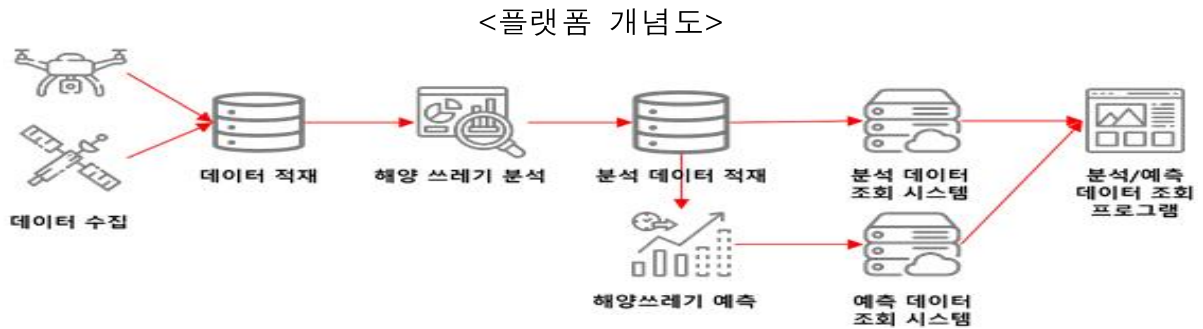 <플랫폼 개념도>
데이터 수집
데이터 적재
해양 쓰레기 분석
분석 데이터 적재
분석 데이터
조회 시스템
분석/예측
데이터 조회
프로그램
해양쓰레기 예측
예측 데이터
조회 시스템